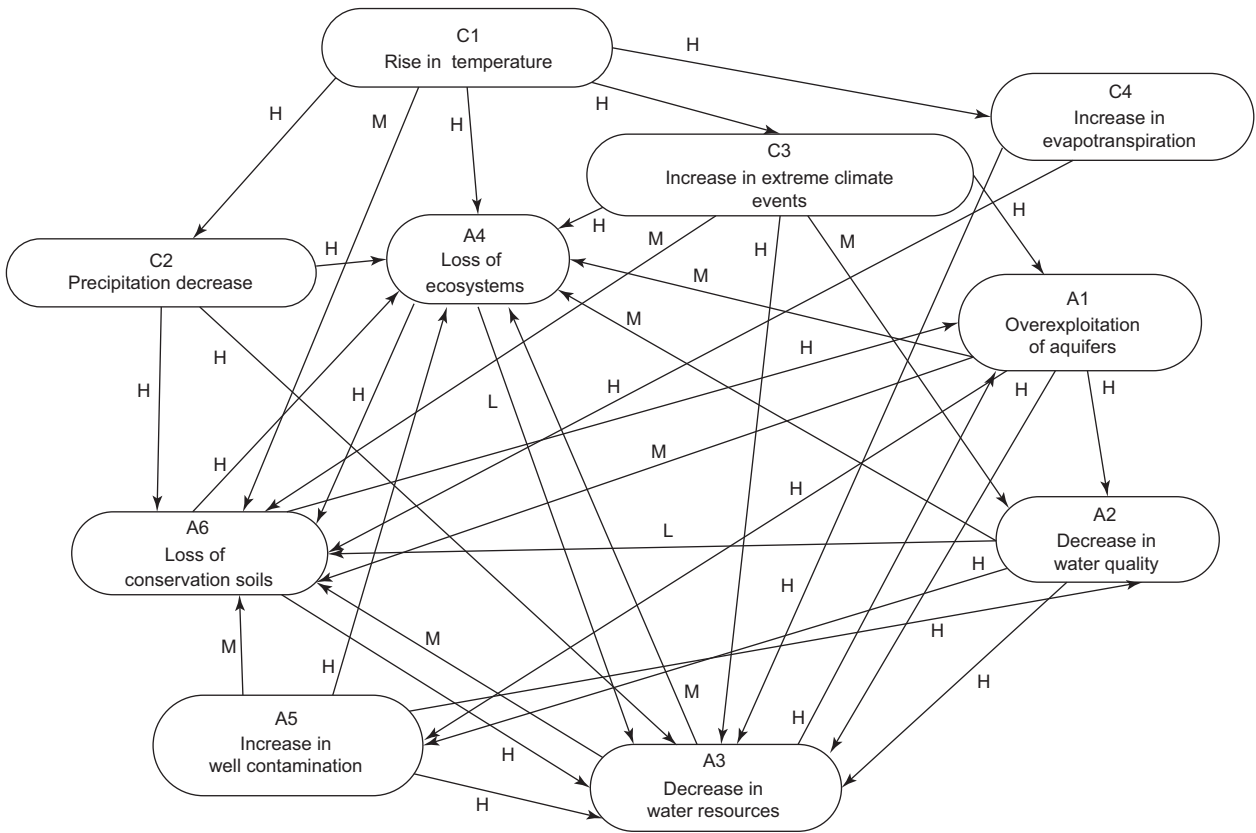 C1
Rise in temperature
H
C4
Increase in
evapotranspiration
H
M
H
H
C3
Increase in extreme climate
events
H
H
M
H
M
A4
Loss of
ecosystems
C2
Precipitation decrease
H
M
A1
Overexploitation
of aquifers
M
H
H
H
H
L
H
H
H
M
H
H
A6
Loss of
conservation soils
L
A2
Decrease in
water quality
H
H
M
M
H
H
H
M
A5
Increase in
well contamination
H
H
H
A3
Decrease in
water resources